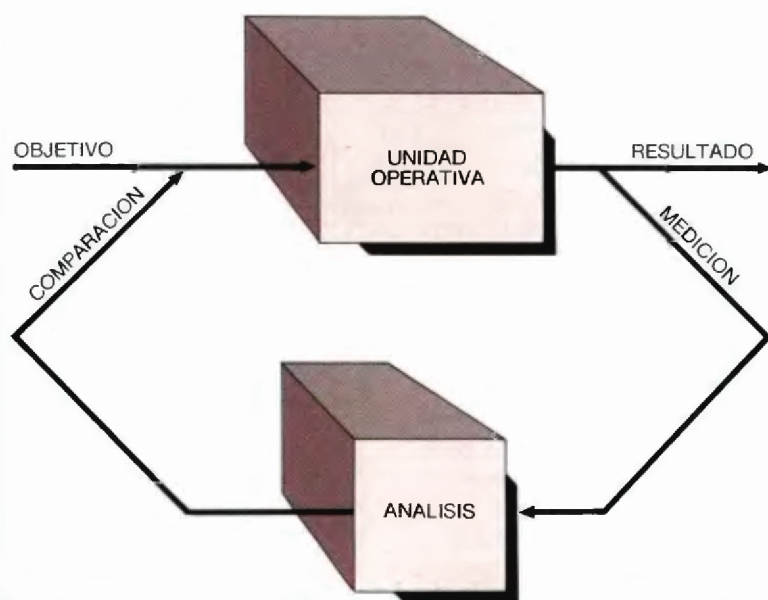 OBJETIVO
UNIDAD
OPERATIVA
RESULTADO
COMPARACION
MEDICION
ANALISIS